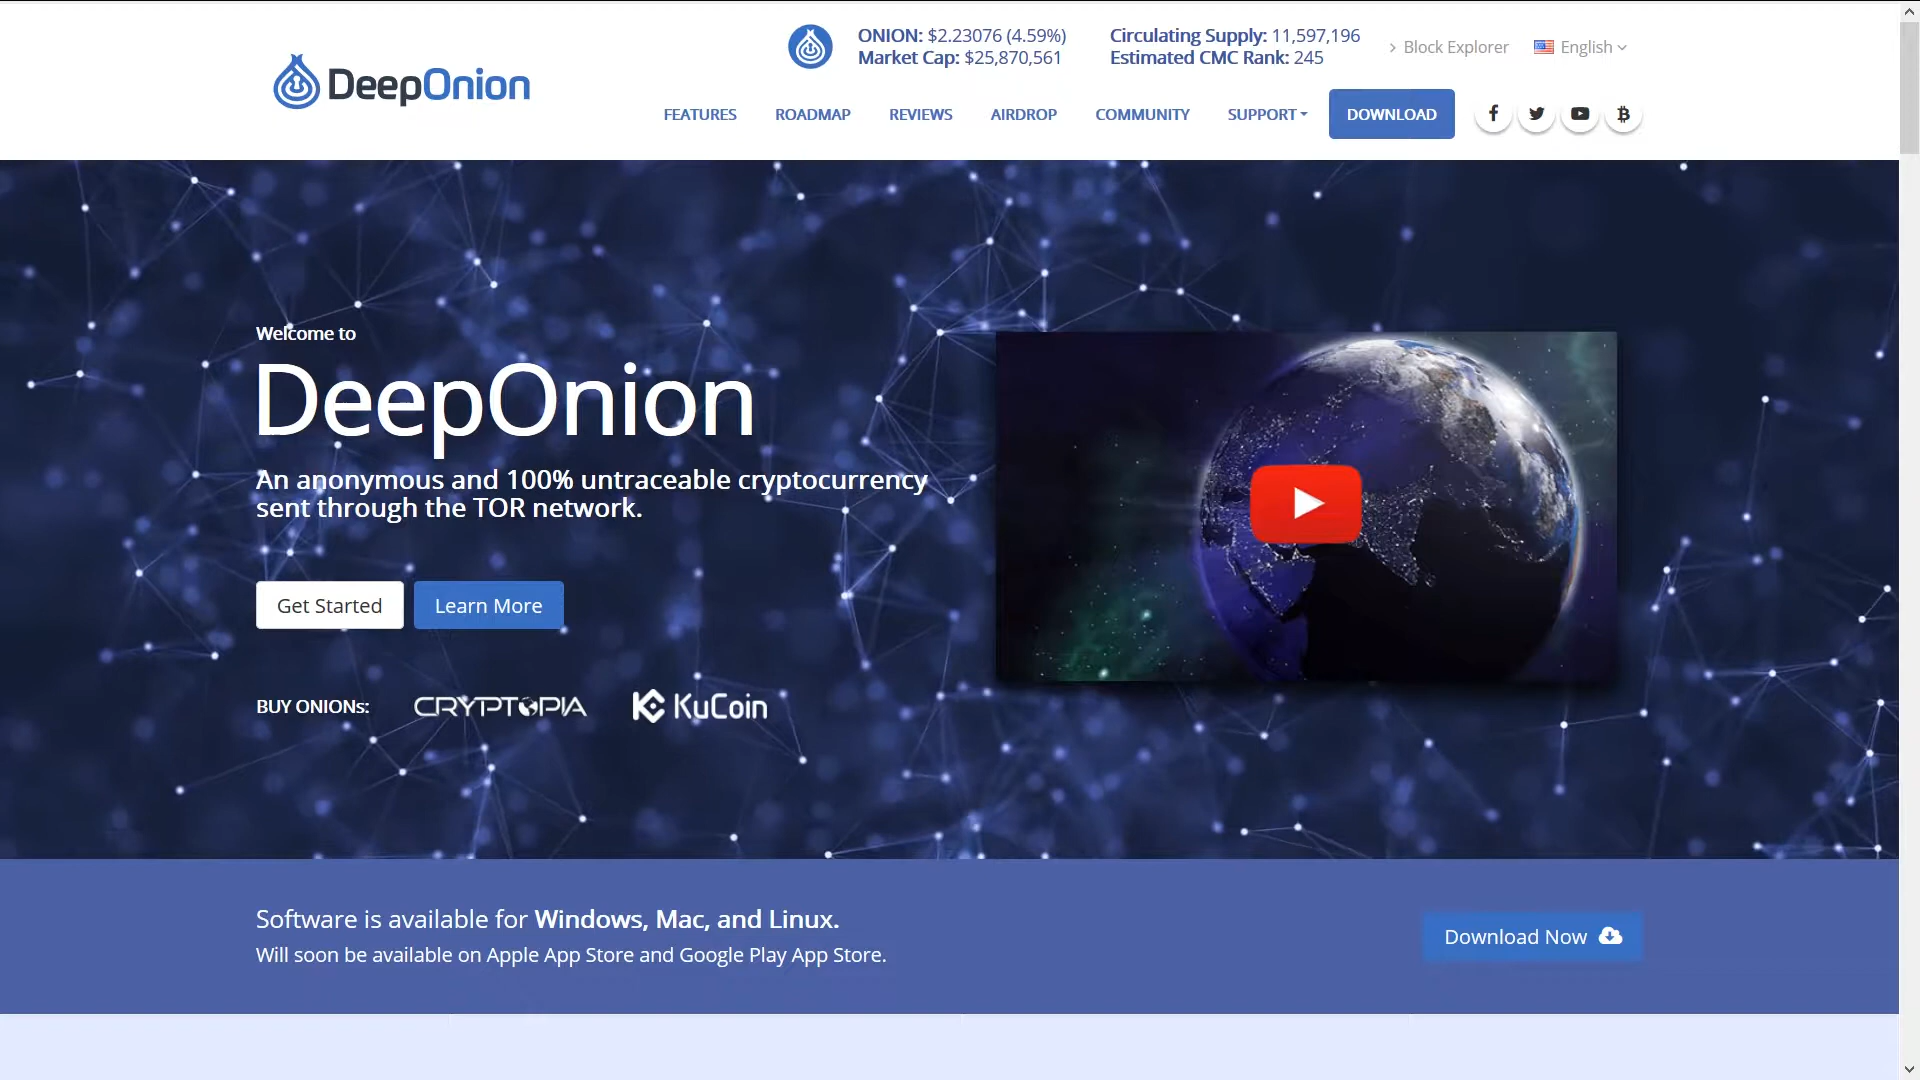 DeepOnion
ONION: $2.23076 (4.59%)
Market Cap: $25,870,561
Circulating Supply: 11,597,196
Estimated CMC Rank: 245
Block Explorer
English
FEATURES
ROADMAP
REVIEWS
AIRDROP
COMMUNITY
SUPPORT
DOWNLOAD
Welcome to
DeepOnion
An anonymous and 100% untraceable cryptocurrency
sent through the TOR network.
Get Started
Learn More
BUY ONIONs:
CRYPTOPIA
KuCoin
Software is available for Windows, Mac, and Linux.
Will soon be available on Apple App Store and Google Play App Store.
Download Now